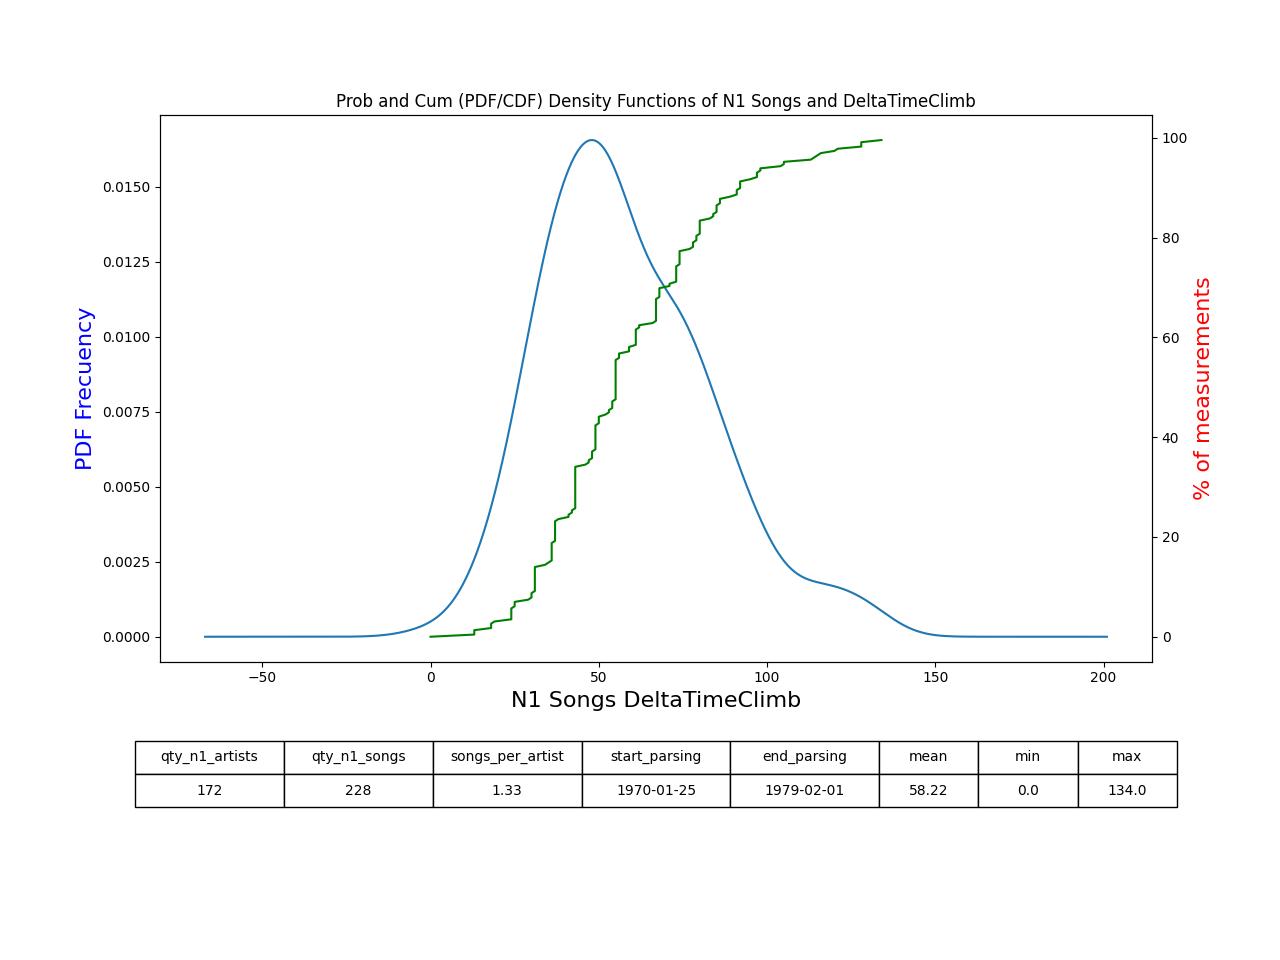 Prob and Cum (PDF/CDF) Density Functions of N1 Songs and DeltaTimeClimb
PDF Frecuency
0.0150
0.0125
0.0100
0.0075
0.0050
0.0025
0.0000
100
80
60
40
20
0
% of measurements
−50 0 50 100 150 200
N1 Songs DeltaTimeClimb
qty_n1_artists qty_n1_songs songs_per_artist start_parsing end_parsing mean min max
172 228 1.33 1970-01-25 1979-02-01 58.22 0.0 134.0